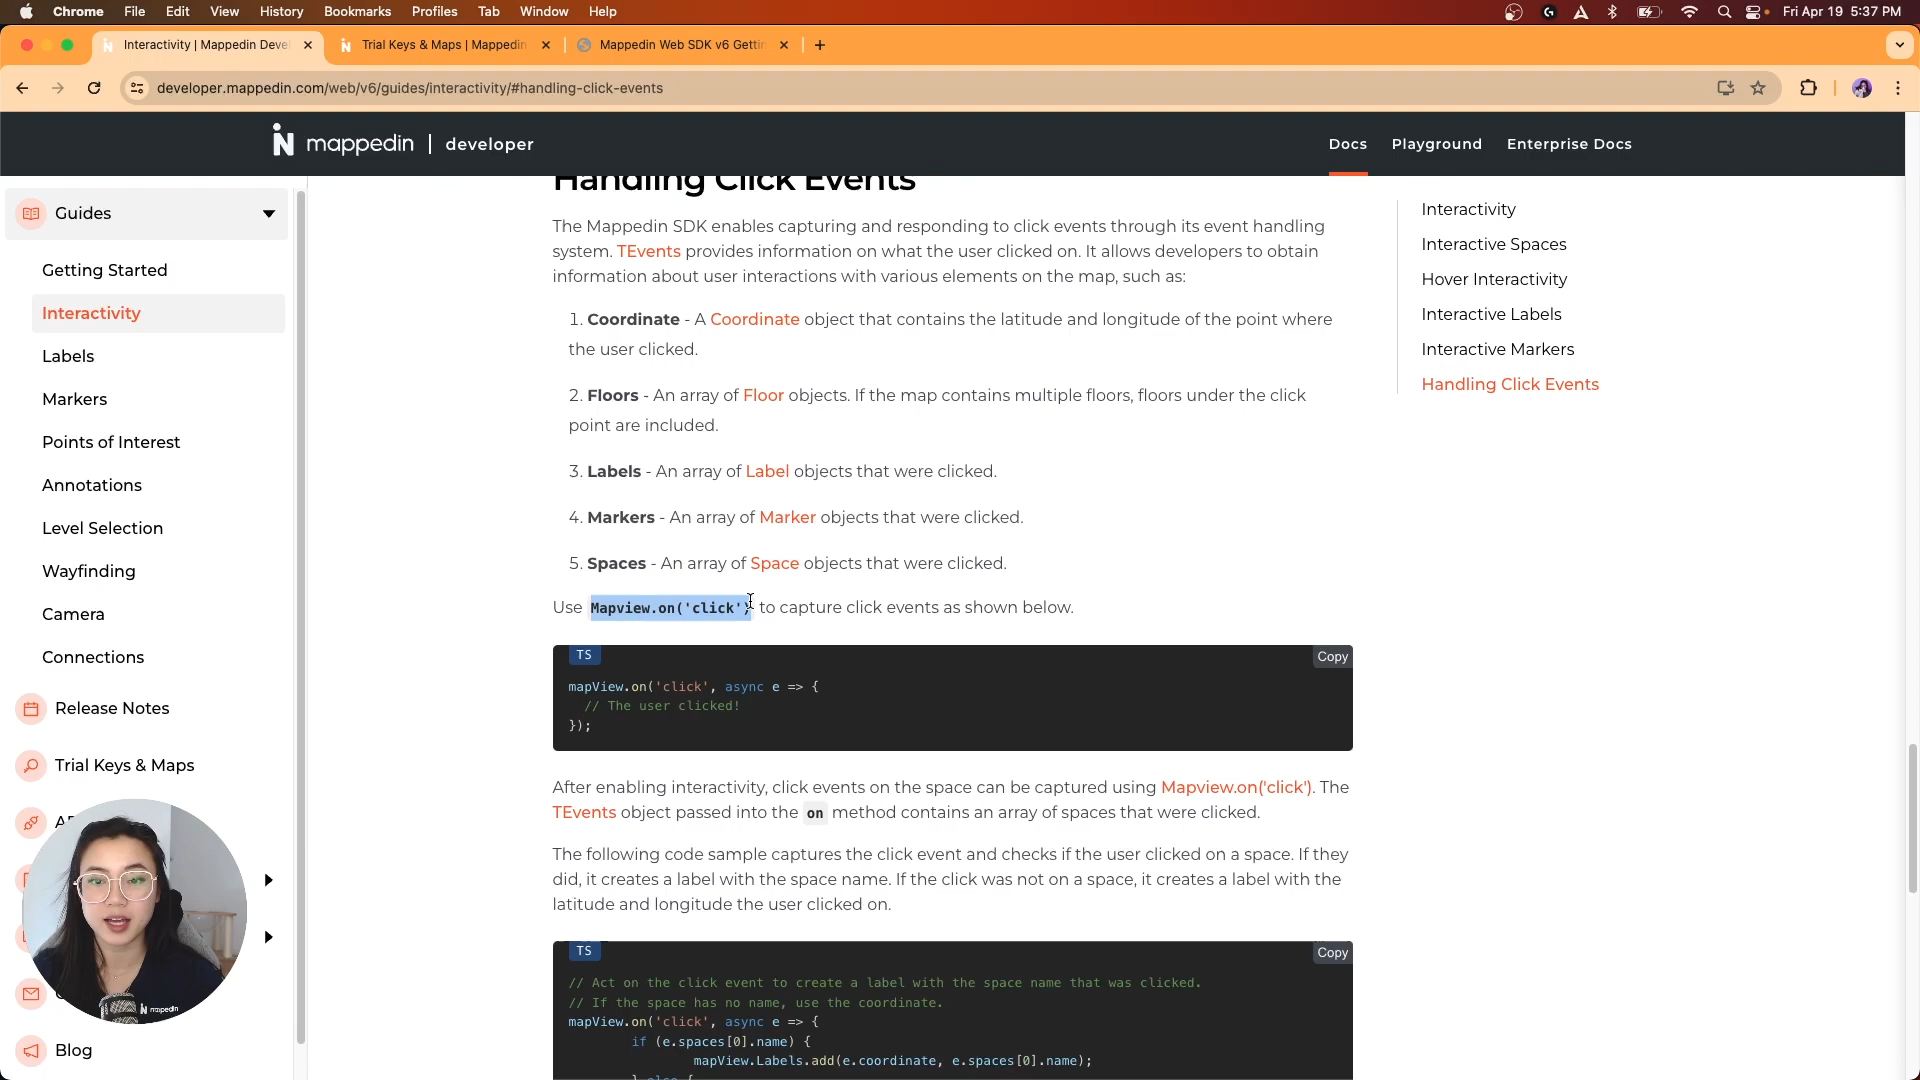 Chrome File Edit View History Bookmarks Profiles Tab Window Help
Fri Apr 19 5:37 PM
Interactivity | Mappedin Deve
Trial Keys & Maps | Mappedin
Mappedin Web SDK v6 Getti
developer.mappedin.com/web/v6/guides/interactivity/#handling-click-events
mappedin | developer
Docs
Playground
Enterprise Docs
Guides
Getting Started
Interactivity
Labels
Markers
Points of Interest
Annotations
Level Selection
Wayfinding
Camera
Connections
Release Notes
Trial Keys & Maps
Blog
mappedin
Handling Click Events
The Mappedin SDK enables capturing and responding to click events through its event handling
system. TEvents provides information on what the user clicked on. It allows developers to obtain
information about user interactions with various elements on the map, such as:
1. Coordinate - A Coordinate object that contains the latitude and longitude of the point where
the user clicked.
2. Floors - An array of Floor objects. If the map contains multiple floors, floors under the click
point are included.
3. Labels - An array of Label objects that were clicked.
4. Markers - An array of Marker objects that were clicked.
5. Spaces - An array of Space objects that were clicked.
Use Mapview.on('click') to capture click events as shown below.
TS
Copy
mapView.on('click', async e => {
// The user clicked!
});
After enabling interactivity, click events on the space can be captured using Mapview.on('click'). The
TEvents object passed into the on method contains an array of spaces that were clicked.
The following code sample captures the click event and checks if the user clicked on a space. If they
did, it creates a label with the space name. If the click was not on a space, it creates a label with the
latitude and longitude the user clicked on.
TS
Copy
// Act on the click event to create a label with the space name that was clicked.
// If the space has no name, use the coordinate.
mapView.on('click', async e => {
if (e.spaces[0].name) {
mapView.Labels.add(e.coordinate, e.spaces[0].name);
} else {
Interactivity
Interactive Spaces
Hover Interactivity
Interactive Labels
Interactive Markers
Handling Click Events